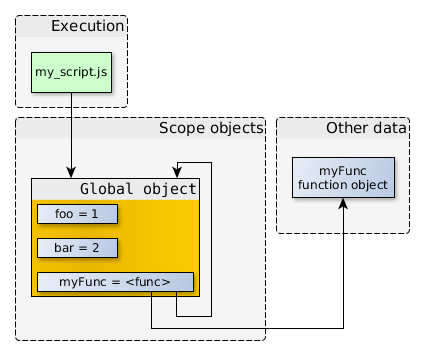 Execution
my_script.js
Scope objects
Global object
foo = 1
bar = 2
myFunc = <func>
Other data
myFunc
function object